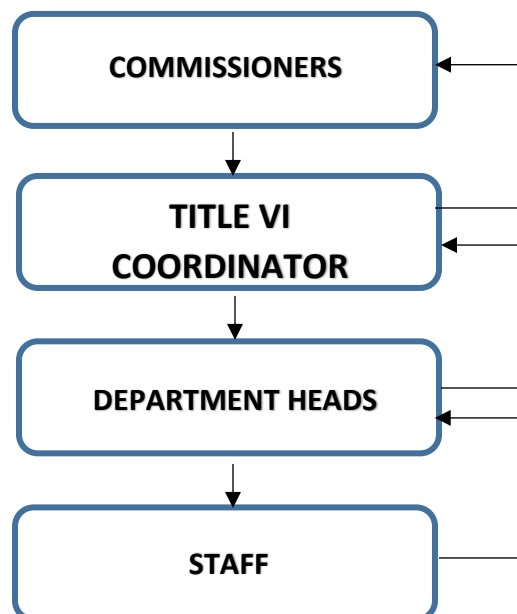 COMMISSIONERS
TITLE VI
COORDINATOR
DEPARTMENT HEADS
STAFF